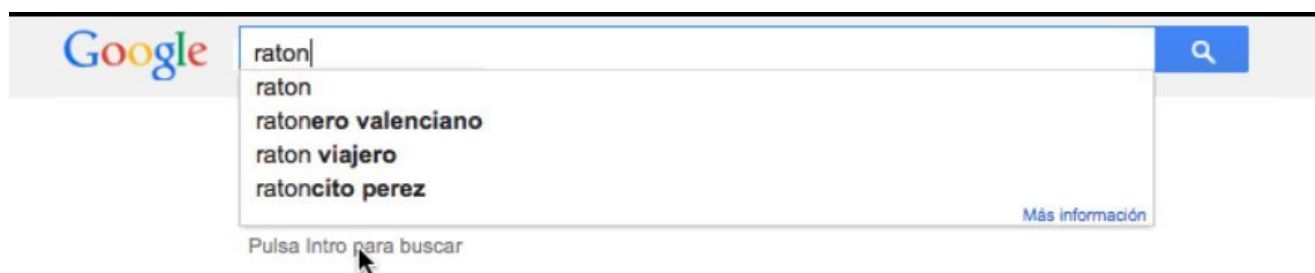 Google raton
raton
ratonero valenciano
raton viajero
ratoncito perez
Más información
Pulsa Intro para buscar